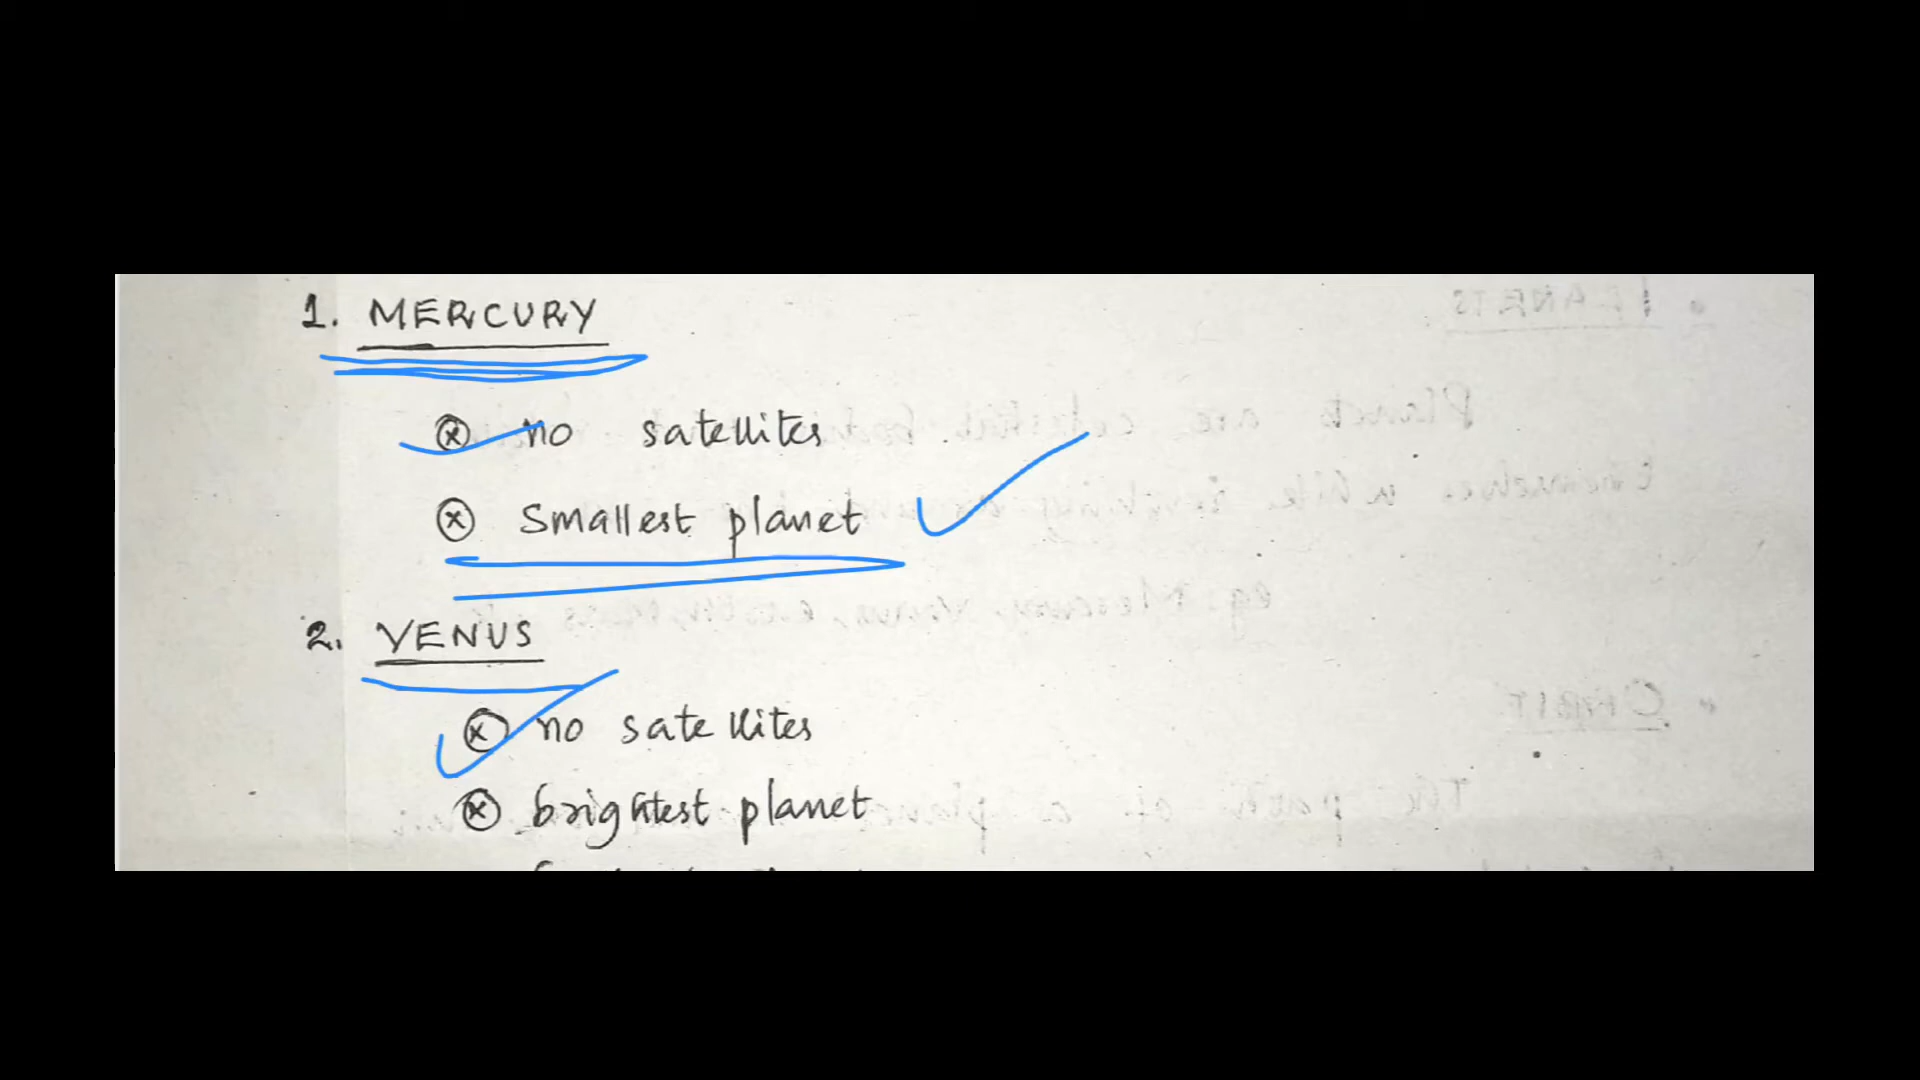 1. MERCURY
ⓧ no satellites
ⓧ Smallest planet
2. VENUS
ⓧ no satellites
ⓧ brightest planet